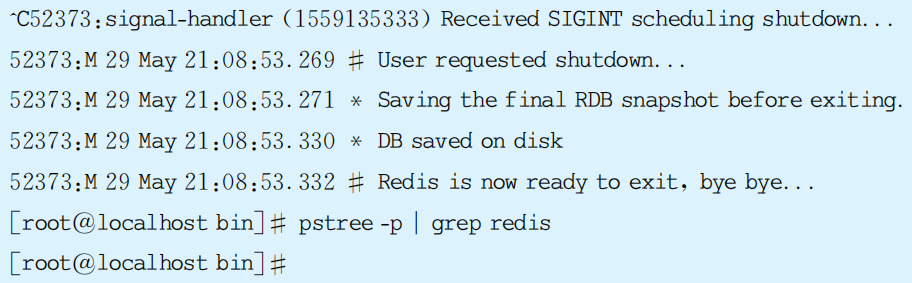 ^C52373:signal-handler (1559135333) Received SIGINT scheduling shutdown...
52373:M 29 May 21:08:53.269 # User requested shutdown...
52373:M 29 May 21:08:53.271 * Saving the final RDB snapshot before exiting.
52373:M 29 May 21:08:53.330 * DB saved on disk
52373:M 29 May 21:08:53.332 # Redis is now ready to exit, bye bye...
[root@localhost bin]# pstree -p | grep redis
[root@localhost bin]#